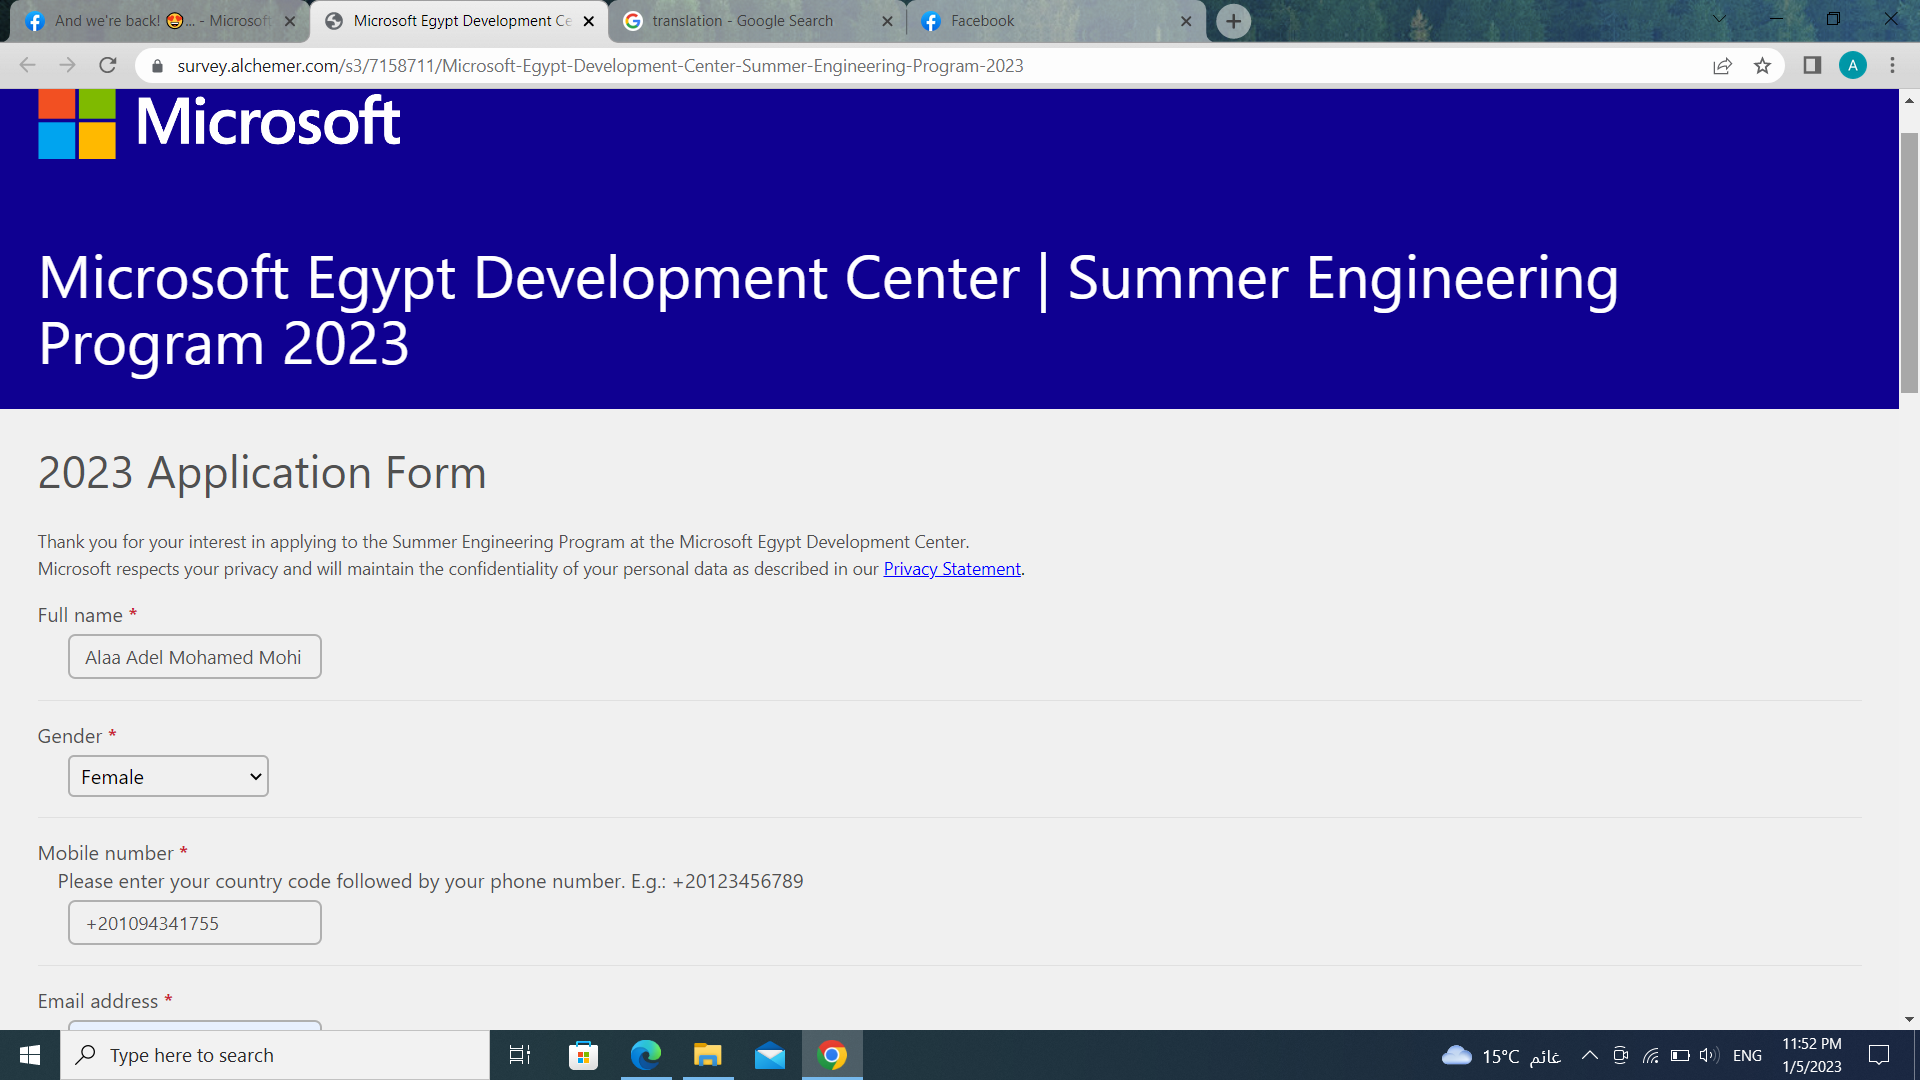 And we're back! 🤩... - Microsoft
Microsoft Egypt Development Ce
translation - Google Search
Facebook
survey.alchemer.com/s3/7158711/Microsoft-Egypt-Development-Center-Summer-Engineering-Program-2023
A
Microsoft
Microsoft Egypt Development Center | Summer Engineering
Program 2023
2023 Application Form
Thank you for your interest in applying to the Summer Engineering Program at the Microsoft Egypt Development Center.
Microsoft respects your privacy and will maintain the confidentiality of your personal data as described in our Privacy Statement.
Full name *
Alaa Adel Mohamed Mohi
Gender *
Female
Mobile number *
Please enter your country code followed by your phone number. E.g.: +20123456789
+201094341755
Email address *
Type here to search
15°C غائم
ENG
11:52 PM
1/5/2023